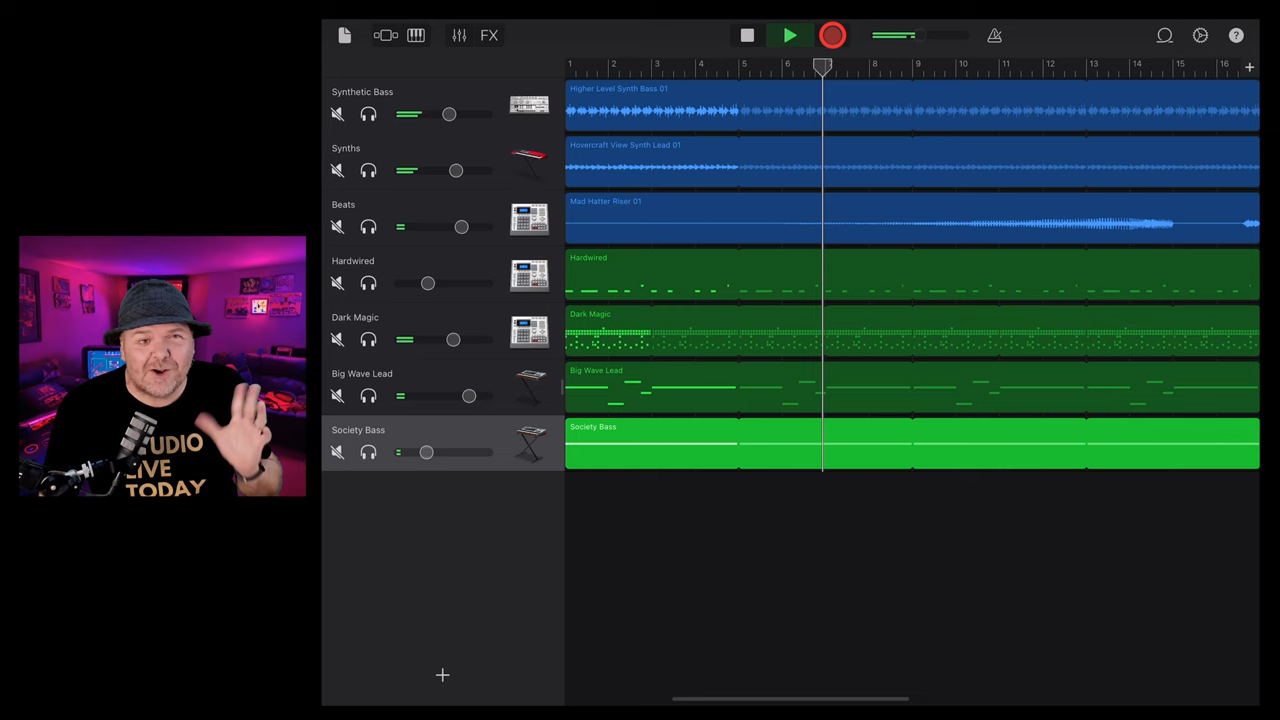 FX
1 2 3 4 5 6 7 8 9 10 11 12 13 14 15 16
Synthetic Bass
Higher Level Synth Bass 01
Synths
Hovercraft View Synth Lead 01
Beats
Mad Hatter Riser 01
Hardwired
Hardwired
Dark Magic
Dark Magic
Big Wave Lead
Big Wave Lead
Society Bass
Society Bass
STUDIO
LIVE
TODAY